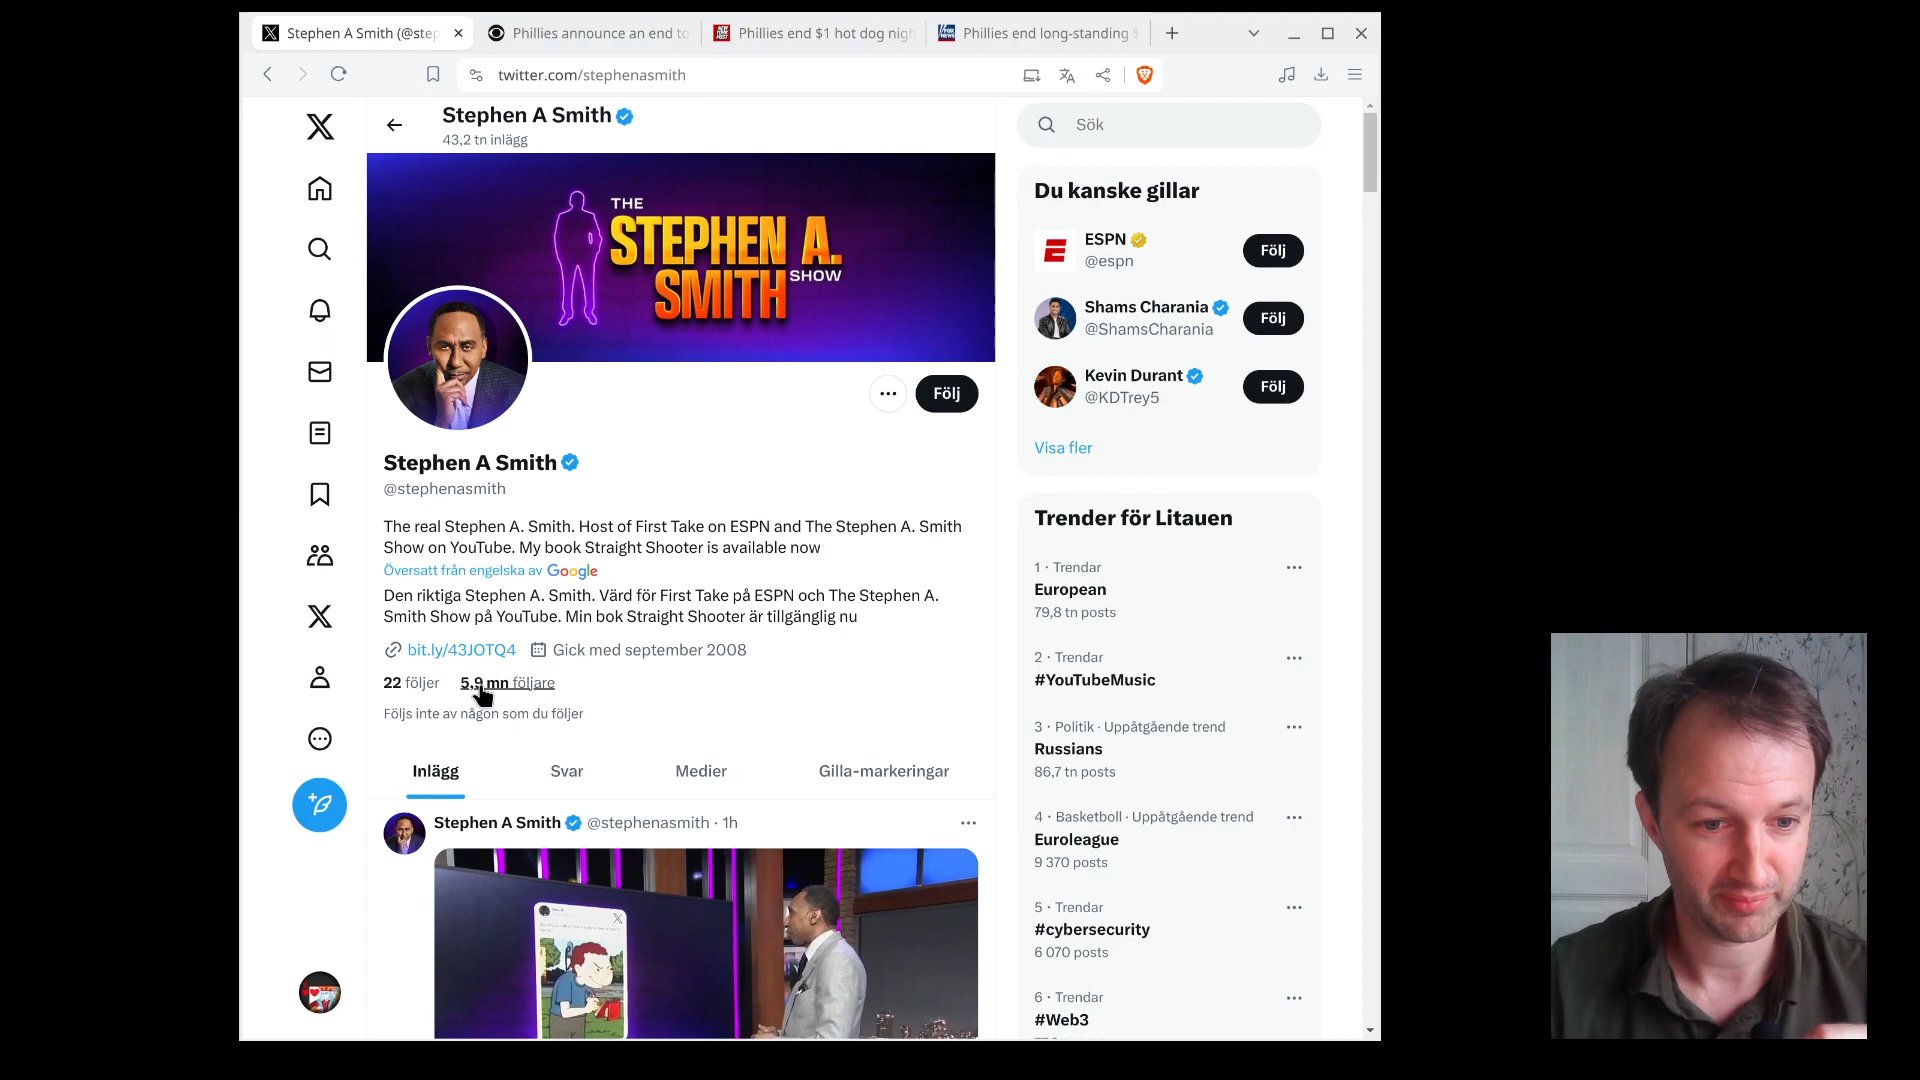 Stephen A Smith (@step
Phillies announce an end to
Phillies end $1 hot dog nigh
Phillies end long-standing $
twitter.com/stephenasmith
Stephen A Smith
43,2 tn inlägg
THE
STEPHEN A.
SMITH
SHOW
Följ
Stephen A Smith
@stephenasmith
The real Stephen A. Smith. Host of First Take on ESPN and The Stephen A. Smith
Show on YouTube. My book Straight Shooter is available now
Översatt från engelska av Google
Den riktiga Stephen A. Smith. Värd för First Take på ESPN och The Stephen A.
Smith Show på YouTube. Min bok Straight Shooter är tillgänglig nu
bit.ly/43JOTQ4 Gick med september 2008
22 följer 5,9 mn följare
Följs inte av någon som du följer
Inlägg Svar Medier Gilla-markeringar
Stephen A Smith @stephenasmith · 1h
Sök
Du kanske gillar
ESPN
@espn
Följ
Shams Charania
@ShamsCharania
Följ
Kevin Durant
@KDTrey5
Följ
Visa fler
Trender för Litauen
1 · Trendar
European
79,8 tn posts
2 · Trendar
#YouTubeMusic
3 · Politik · Uppåtgående trend
Russians
86,7 tn posts
4 · Basketboll · Uppåtgående trend
Euroleague
9 370 posts
5 · Trendar
#cybersecurity
6 070 posts
6 · Trendar
#Web3